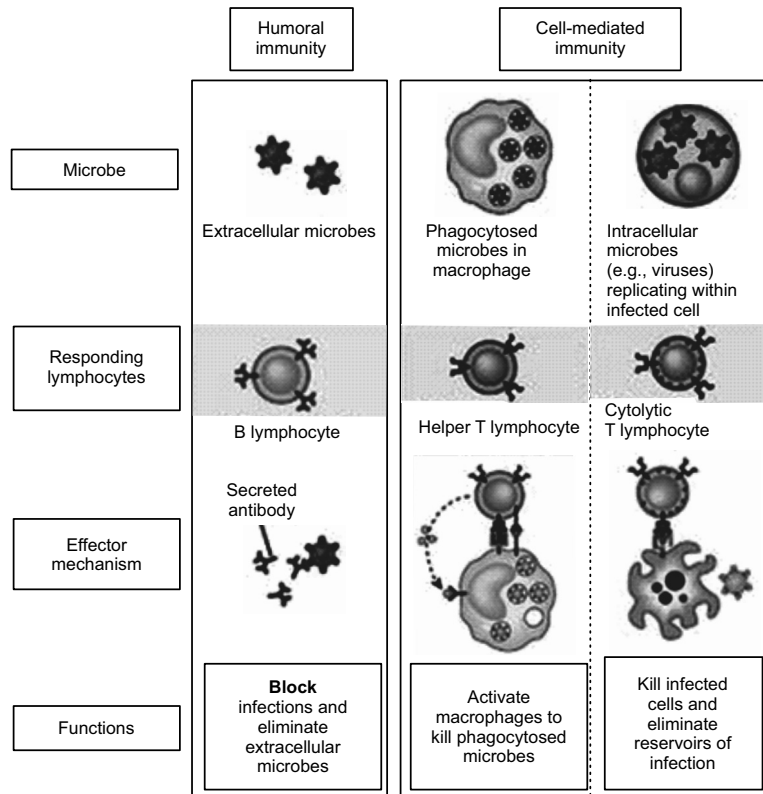 Humoral
immunity
Cell-mediated
immunity
Microbe
Extracellular microbes
Phagocytosed
microbes in
macrophage
Intracellular
microbes
(e.g., viruses)
replicating within
infected cell
Responding
lymphocytes
B lymphocyte
Helper T lymphocyte
Cytolytic
T lymphocyte
Effector
mechanism
Secreted
antibody
Functions
Block
infections and
eliminate
extracellular
microbes
Activate
macrophages to
kill phagocytosed
microbes
Kill infected
cells and
eliminate
reservoirs of
infection